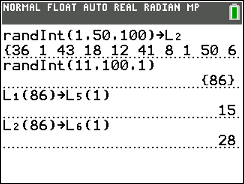 NORMAL FLOAT AUTO REAL RADIAN MP
randInt(1,50,100)→L₂
{36 1 43 18 12 41 8 1 50 6
randInt(11,100,1)
{86}
L₁(86)→L₅(1)
15
L₂(86)→L₆(1)
28